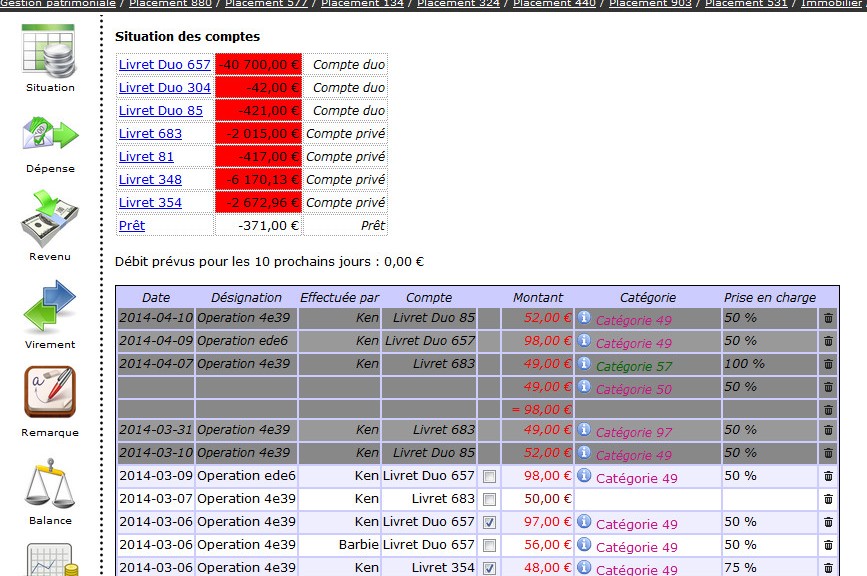 Gestion patrimoniale / Placement 880 / Placement 577 / Placement 134 / Placement 324 / Placement 440 / Placement 903 / Placement 531 / Immobilier /
Situation
Dépense
Revenu
Virement
Remarque
Balance
Situation des comptes
Livret Duo 657 -40 700,00 € Compte duo
Livret Duo 304 -42,00 € Compte duo
Livret Duo 85 -421,00 € Compte duo
Livret 683 -2 015,00 € Compte privé
Livret 81 -417,00 € Compte privé
Livret 348 -6 170,13 € Compte privé
Livret 354 -2 672,96 € Compte privé
Prêt -371,00 € Prêt
Débit prévus pour les 10 prochains jours : 0,00 €
Date Désignation Effectuée par Compte Montant Catégorie Prise en charge
2014-04-10 Operation 4e39 Ken Livret Duo 85 52,00 € Catégorie 49 50 %
2014-04-09 Operation ede6 Ken Livret Duo 657 98,00 € Catégorie 49 50 %
2014-04-07 Operation 4e39 Ken Livret 683 49,00 € Catégorie 57 100 %
49,00 € Catégorie 50 50 %
= 98,00 €
2014-03-31 Operation 4e39 Ken Livret 683 49,00 € Catégorie 97 50 %
2014-03-10 Operation 4e39 Ken Livret Duo 85 52,00 € Catégorie 49 50 %
2014-03-09 Operation ede6 Ken Livret Duo 657 98,00 € Catégorie 49 50 %
2014-03-07 Operation 4e39 Ken Livret 683 50,00 €
2014-03-06 Operation 4e39 Ken Livret Duo 657 97,00 € Catégorie 49 50 %
2014-03-06 Operation 4e39 Barbie Livret Duo 657 56,00 € Catégorie 49 50 %
2014-03-06 Operation 4e39 Ken Livret 354 48,00 € Catégorie 49 75 %